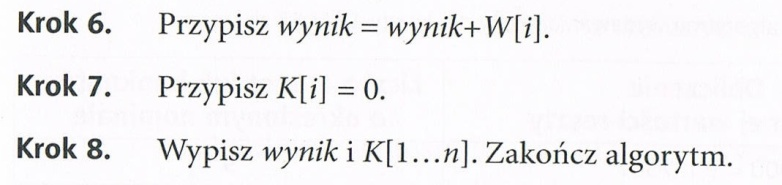 Krok 6. Przypisz wynik = wynik+W[i].
Krok 7. Przypisz K[i] = 0.
Krok 8. Wypisz wynik i K[1...n]. Zakończ algorytm.